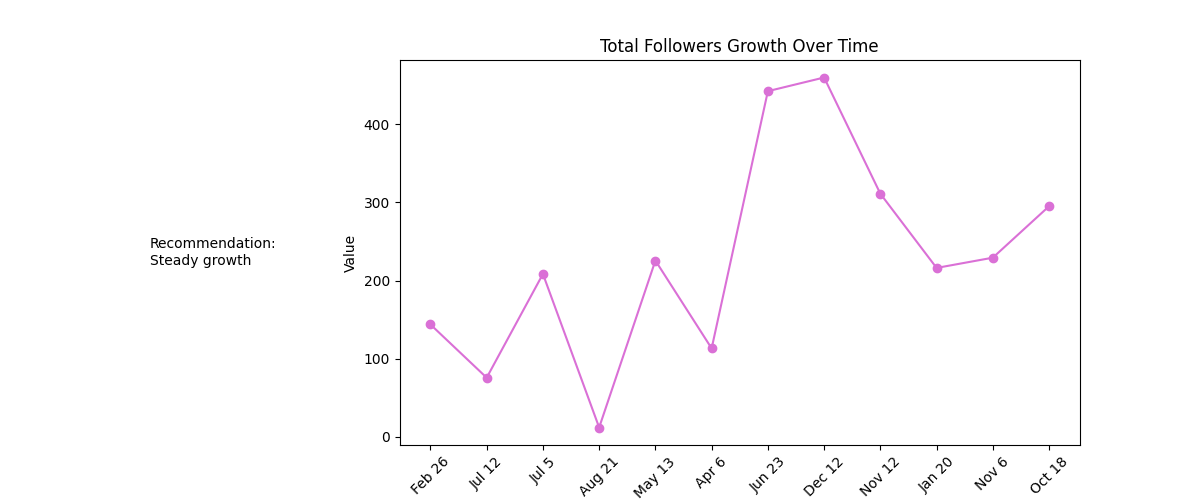 Total Followers Growth Over Time
Recommendation:
Steady growth
Value
400
300
200
100
0
Feb 26
Jul 12
Jul 5
Aug 21
May 13
Apr 6
Jun 23
Dec 12
Nov 12
Jan 20
Nov 6
Oct 18